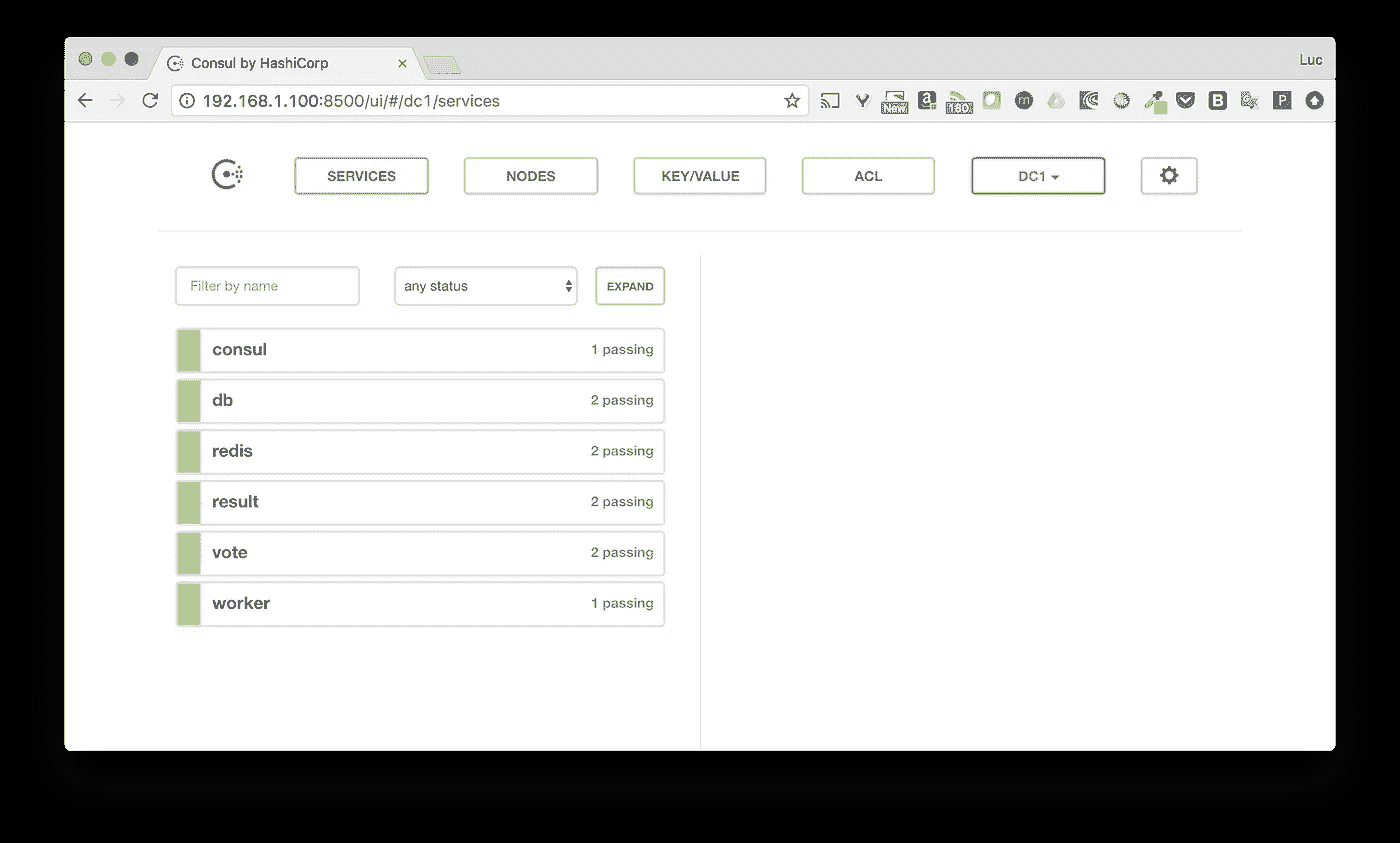 Consul by HashiCorp
Luc
192.168.1.100:8500/ui/#/dc1/services
New
a
180
m
B
P
SERVICES
NODES
KEY/VALUE
ACL
DC1
Filter by name
any status
EXPAND
consul 1 passing
db 2 passing
redis 2 passing
result 2 passing
vote 2 passing
worker 1 passing